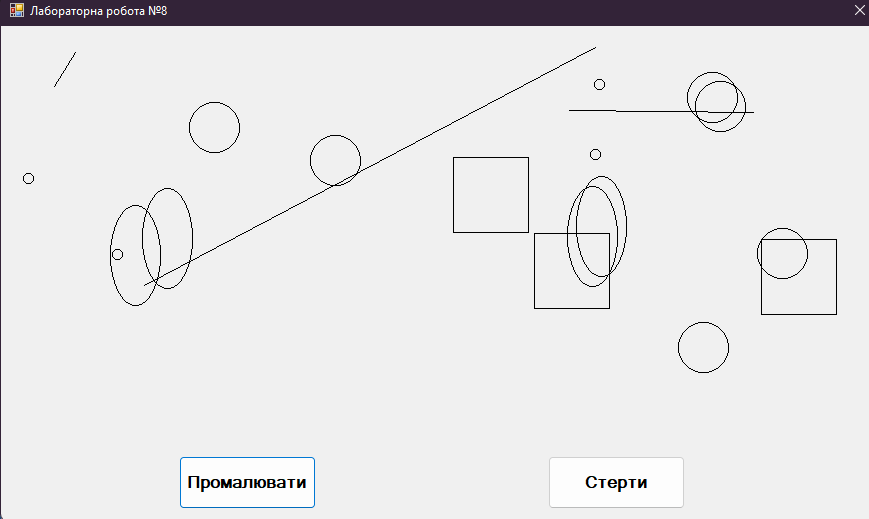 Лабораторна робота №8
Промалювати
Стерти